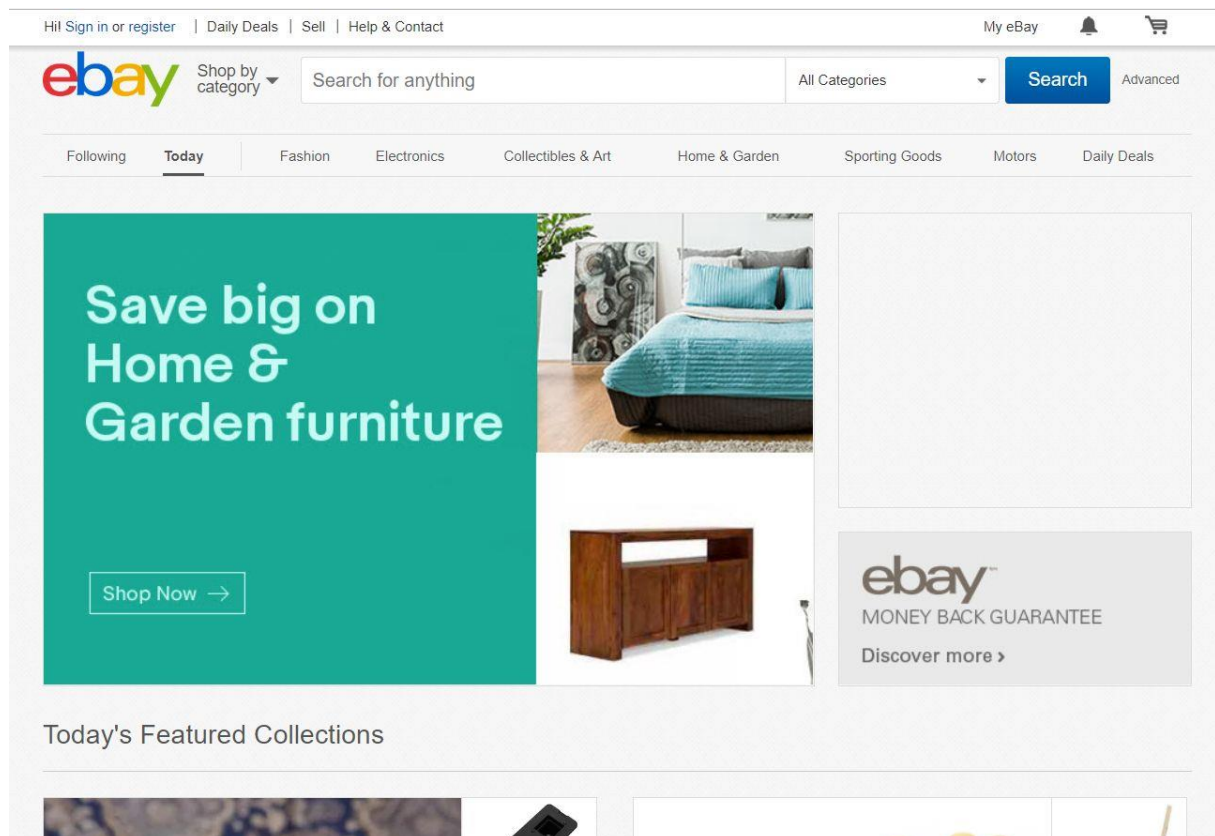 Hi! Sign in or register | Daily Deals | Sell | Help & Contact My eBay
ebay Shop by category Search for anything All Categories Search Advanced
Following Today Fashion Electronics Collectibles & Art Home & Garden Sporting Goods Motors Daily Deals
Save big on
Home &
Garden furniture
Shop Now
ebay™
MONEY BACK GUARANTEE
Discover more
Today's Featured Collections